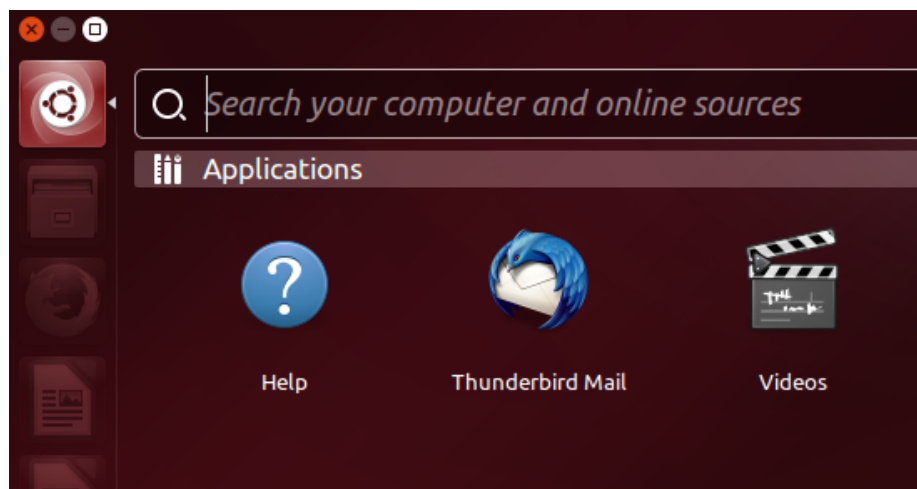 Search your computer and online sources
Applications
Help
Thunderbird Mail
Videos